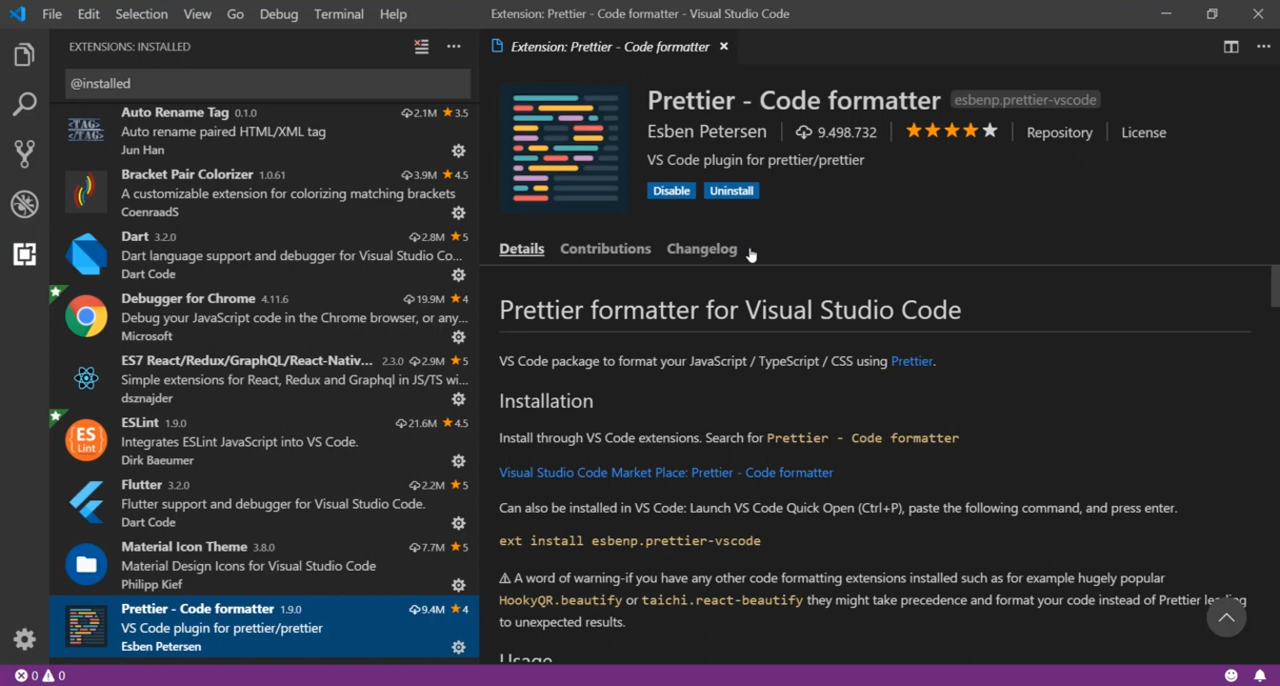 File Edit Selection View Go Debug Terminal Help
Extension: Prettier - Code formatter - Visual Studio Code
EXTENSIONS: INSTALLED
@installed
Auto Rename Tag 0.1.0 2.1M 3.5
Auto rename paired HTML/XML tag
Jun Han
Bracket Pair Colorizer 1.0.61 3.9M 4.5
A customizable extension for colorizing matching brackets
CoenraadS
Dart 3.2.0 2.8M 5
Dart language support and debugger for Visual Studio Co...
Dart Code
Debugger for Chrome 4.11.6 19.9M 4
Debug your JavaScript code in the Chrome browser, or any...
Microsoft
ES7 React/Redux/GraphQL/React-Nativ... 2.3.0 2.9M 5
Simple extensions for React, Redux and Graphql in JS/TS wi...
dsznajder
ESLint 1.9.0 21.6M 4.5
Integrates ESLint JavaScript into VS Code.
Dirk Baeumer
Flutter 3.2.0 2.2M 5
Flutter support and debugger for Visual Studio Code.
Dart Code
Material Icon Theme 3.8.0 7.7M 5
Material Design Icons for Visual Studio Code
Philipp Kief
Prettier - Code formatter 1.9.0 9.4M 4
VS Code plugin for prettier/prettier
Esben Petersen
<TAG>
</TAG>
ES
Lint
Extension: Prettier - Code formatter
Prettier - Code formatter esbenp.prettier-vscode
Esben Petersen 9.498.732 Repository License
VS Code plugin for prettier/prettier
Disable Uninstall
Details Contributions Changelog
Prettier formatter for Visual Studio Code
VS Code package to format your JavaScript / TypeScript / CSS using Prettier.
Installation
Install through VS Code extensions. Search for Prettier - Code formatter
Visual Studio Code Market Place: Prettier - Code formatter
Can also be installed in VS Code: Launch VS Code Quick Open (Ctrl+P), paste the following command, and press enter.
ext install esbenp.prettier-vscode
⚠ A word of warning-if you have any other code formatting extensions installed such as for example hugely popular
HookyQR.beautify or taichi.react-beautify they might take precedence and format your code instead of Prettier leading
to unexpected results.
Usage
0 0